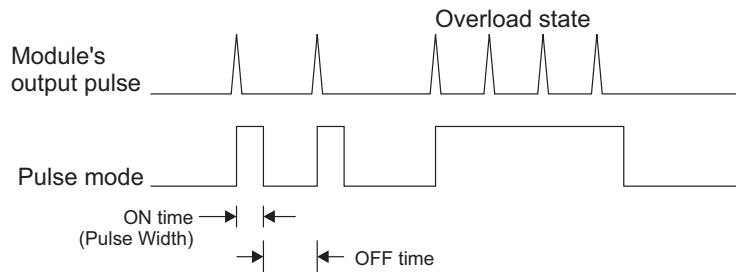 Overload state
Module's
output pulse
Pulse mode
ON time
(Pulse Width)
OFF time